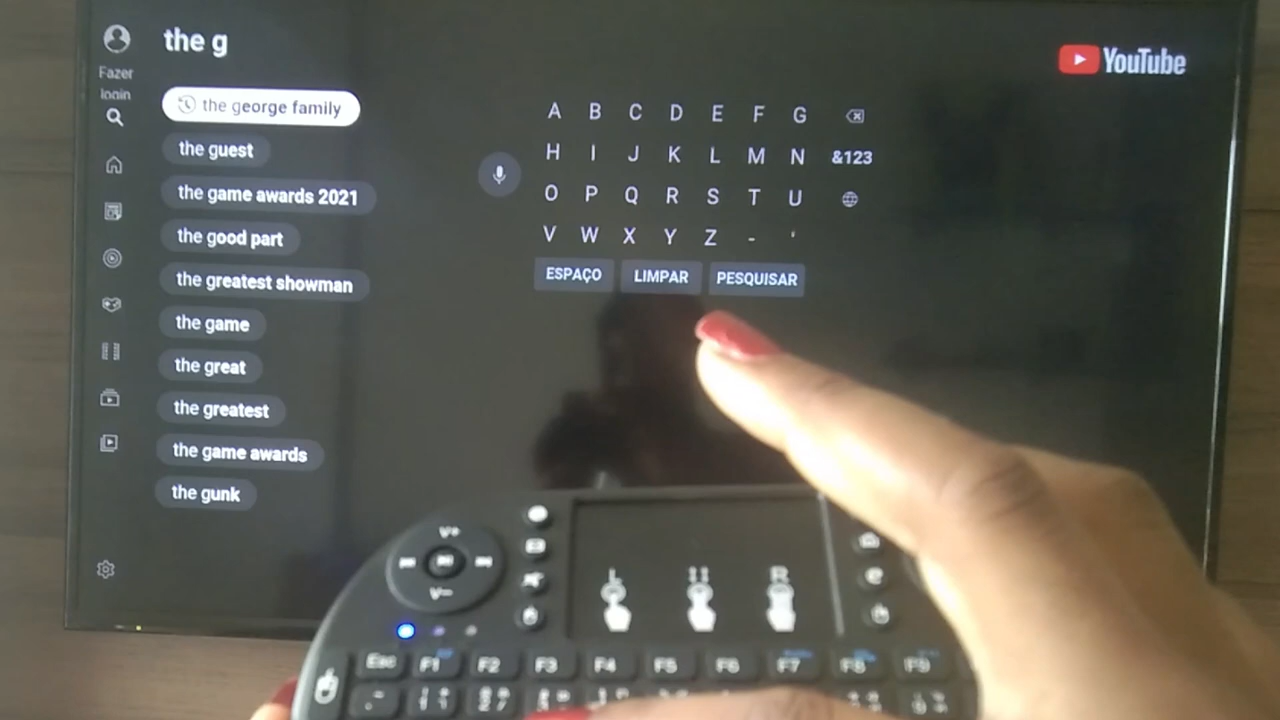 the g
YouTube
Fazer
login
the george family
the guest
the game awards 2021
the good part
the greatest showman
the game
the great
the greatest
the game awards
the gunk
A B C D E F G
H I J K L M N &123
O P Q R S T U
V W X Y Z - '
ESPAÇO LIMPAR PESQUISAR
V+
V-
L R
Esc F1 F2 F3 F4 F5 F6 F7 F8 F9